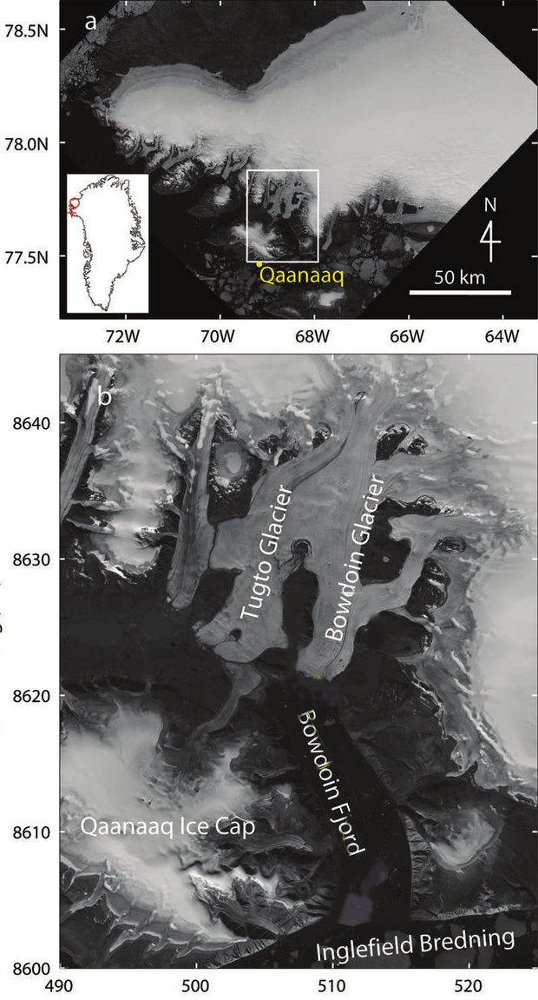 a
78.5N
78.0N
77.5N
N
Qaanaaq
50 km
72W 70W 68W 66W 64W
b
8640
8630
8620
8610
8600
Tugto Glacier
Bowdoin Glacier
Bowdoin Fjord
Qaanaaq Ice Cap
Inglefield Bredning
490 500 510 520